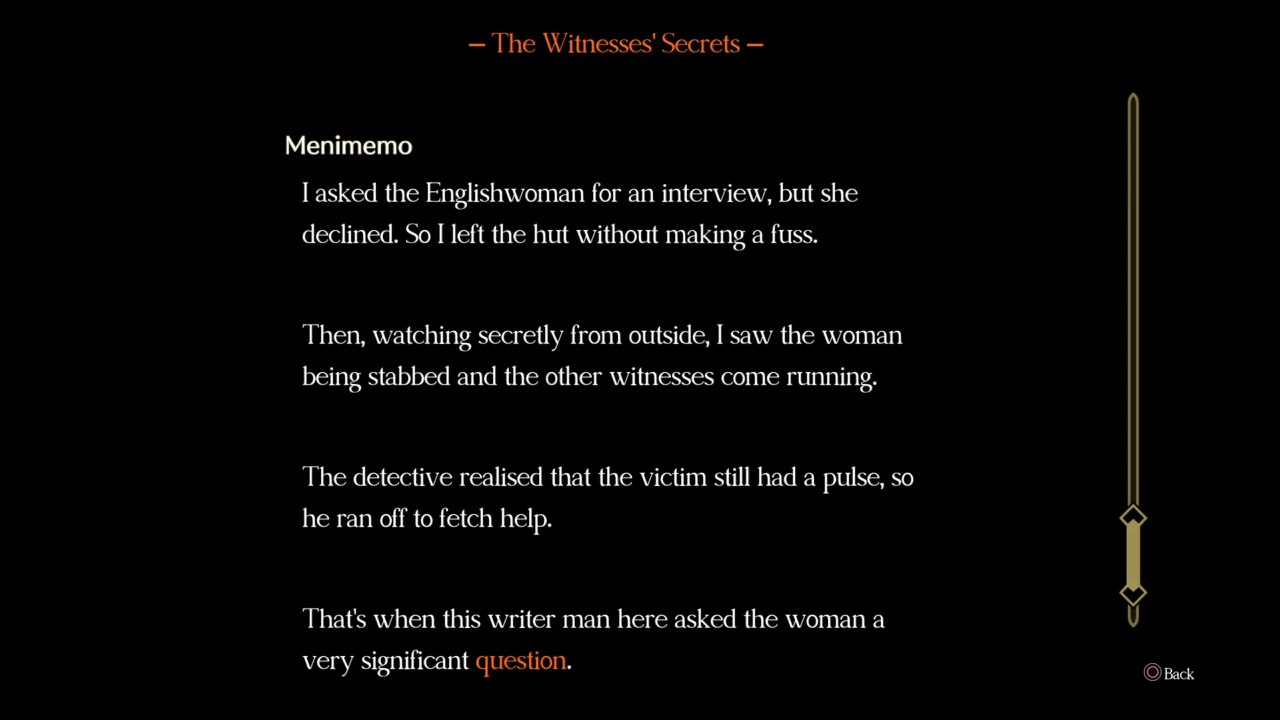 – The Witnesses' Secrets –
Menimemo
I asked the Englishwoman for an interview, but she
declined. So I left the hut without making a fuss.
Then, watching secretly from outside, I saw the woman
being stabbed and the other witnesses come running.
The detective realised that the victim still had a pulse, so
he ran off to fetch help.
That's when this writer man here asked the woman a
very significant question.
Back